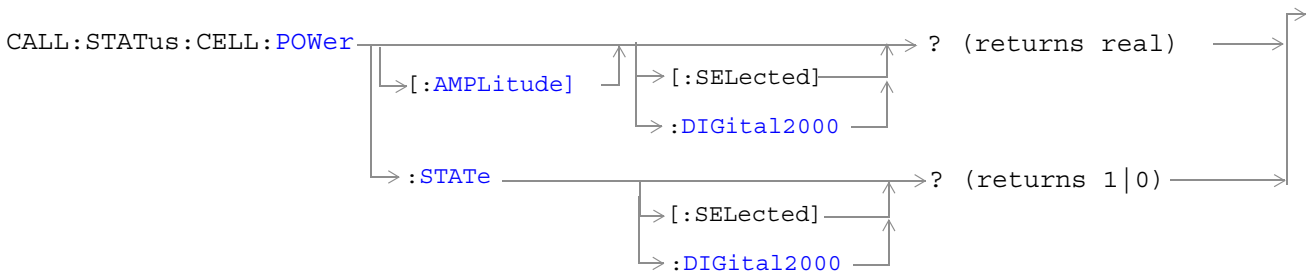 CALL:STATus:CELL:POWer ? (returns real)
[:AMPLitude] [:SELected]
:DIGital2000
:STATe ? (returns 1|0)
[:SELected]
:DIGital2000